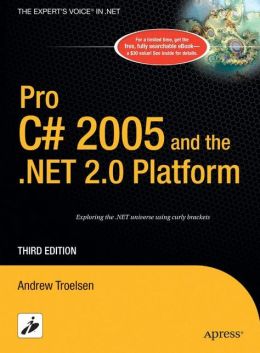 THE EXPERT'S VOICE® IN .NET
For a limited time, get the
free, fully searchable eBook—
a $30 value! See inside for details.
Pro
C# 2005 and the
.NET 2.0 Platform
Exploring the .NET universe using curly brackets
THIRD EDITION
Andrew Troelsen
Apress®